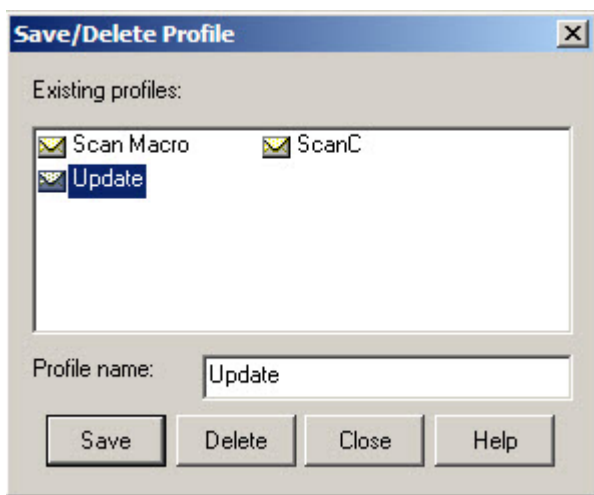 Save/Delete Profile
Existing profiles:
Scan Macro ScanC
Update
Profile name: Update
Save Delete Close Help